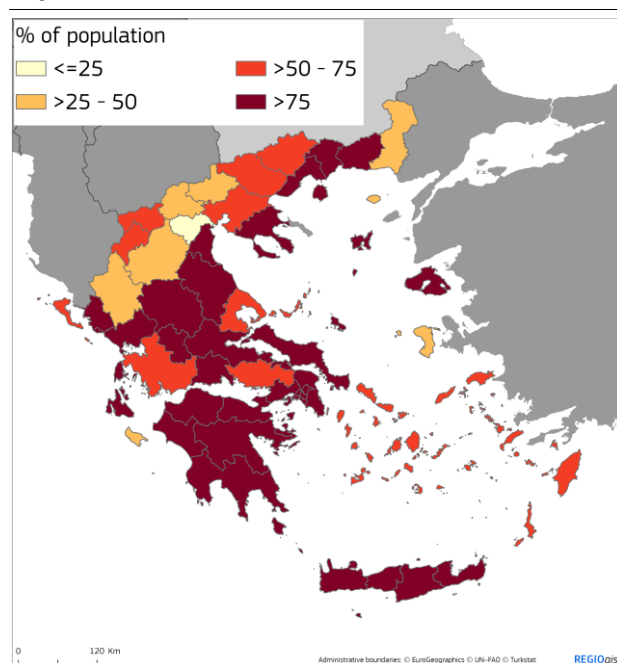 % of population
<=25 >50 - 75
>25 - 50 >75
0 120 Km
Administrative boundaries: © EuroGeographics © UN-FAO © Turkstat REGIOgis